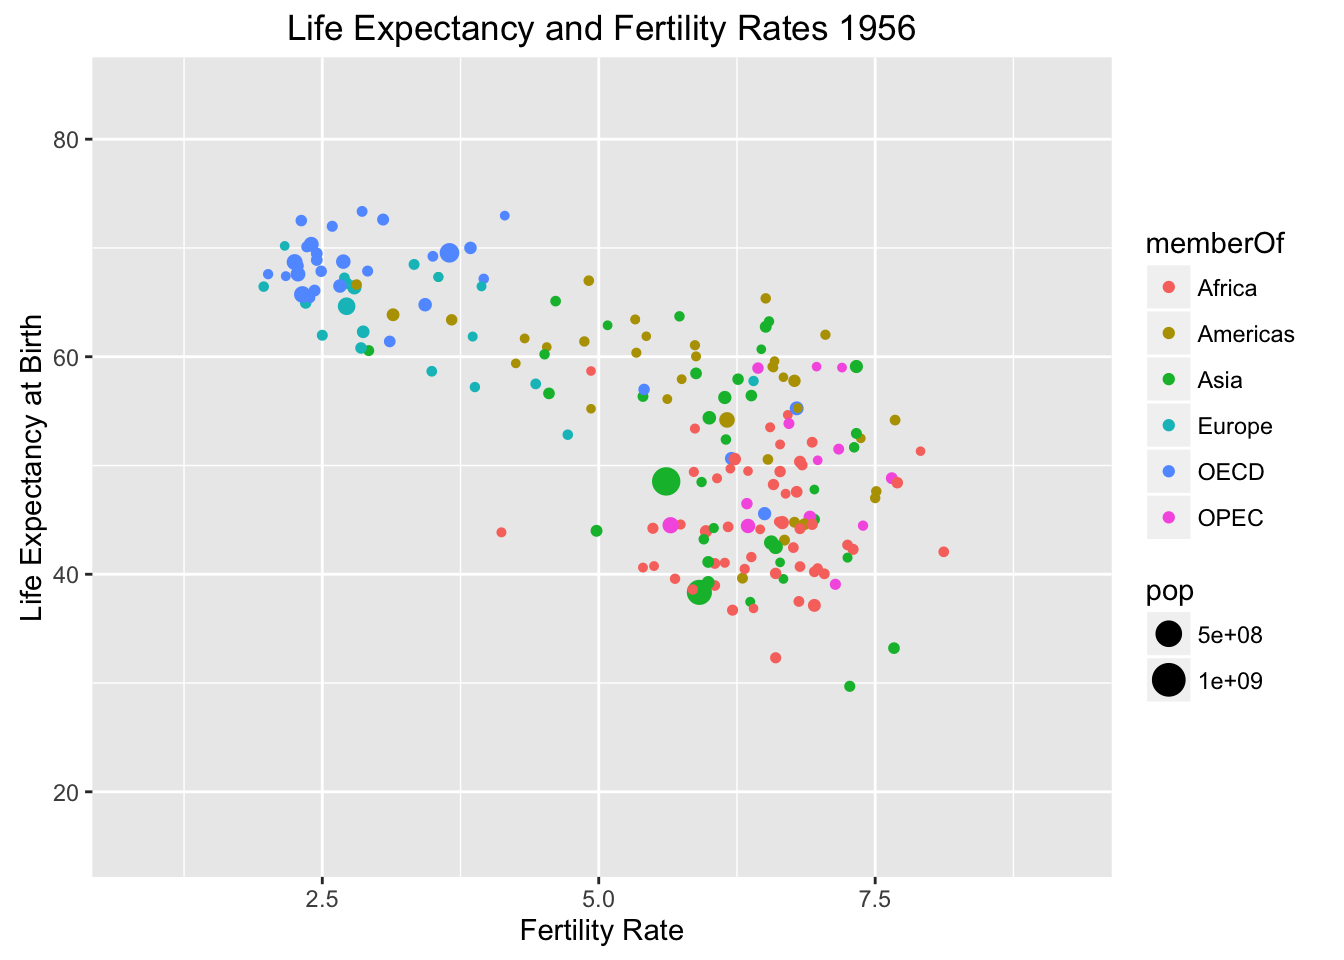 Life Expectancy and Fertility Rates 1956
Life Expectancy at Birth
80
60
40
20
2.5
5.0
7.5
Fertility Rate
memberOf
Africa
Americas
Asia
Europe
OECD
OPEC
pop
5e+08
1e+09